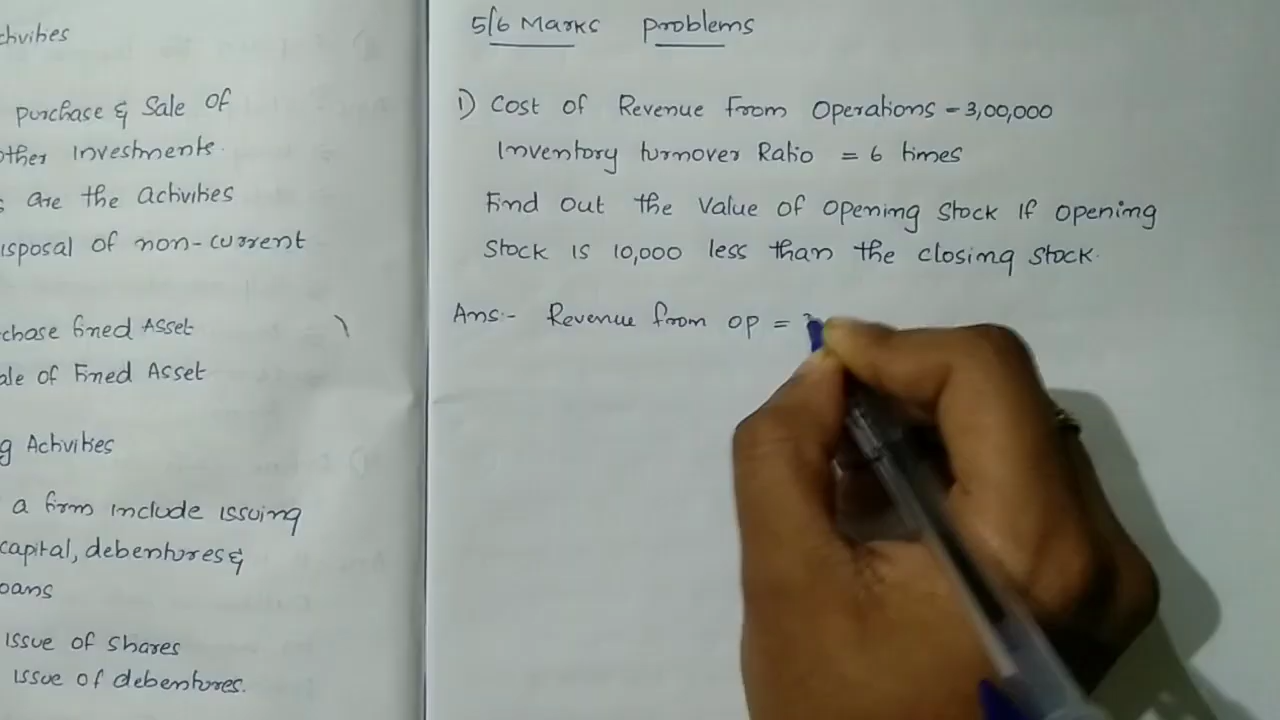 chvihes
purchase & Sale of
other Investments.
s are the activities
isposal of non-current
chase fined Asset
ale of Fined Asset
g Activities
a firm include issuing
capital, debentures &
oans
issue of shares
issue of debentures.
5/6 Marks problems
1) Cost of Revenue from Operations - 3,00,000
Inventory turnover Ratio = 6 times
Find out the value of opening stock if opening
stock is 10,000 less than the closing stock.
Ans:- Revenue from op =